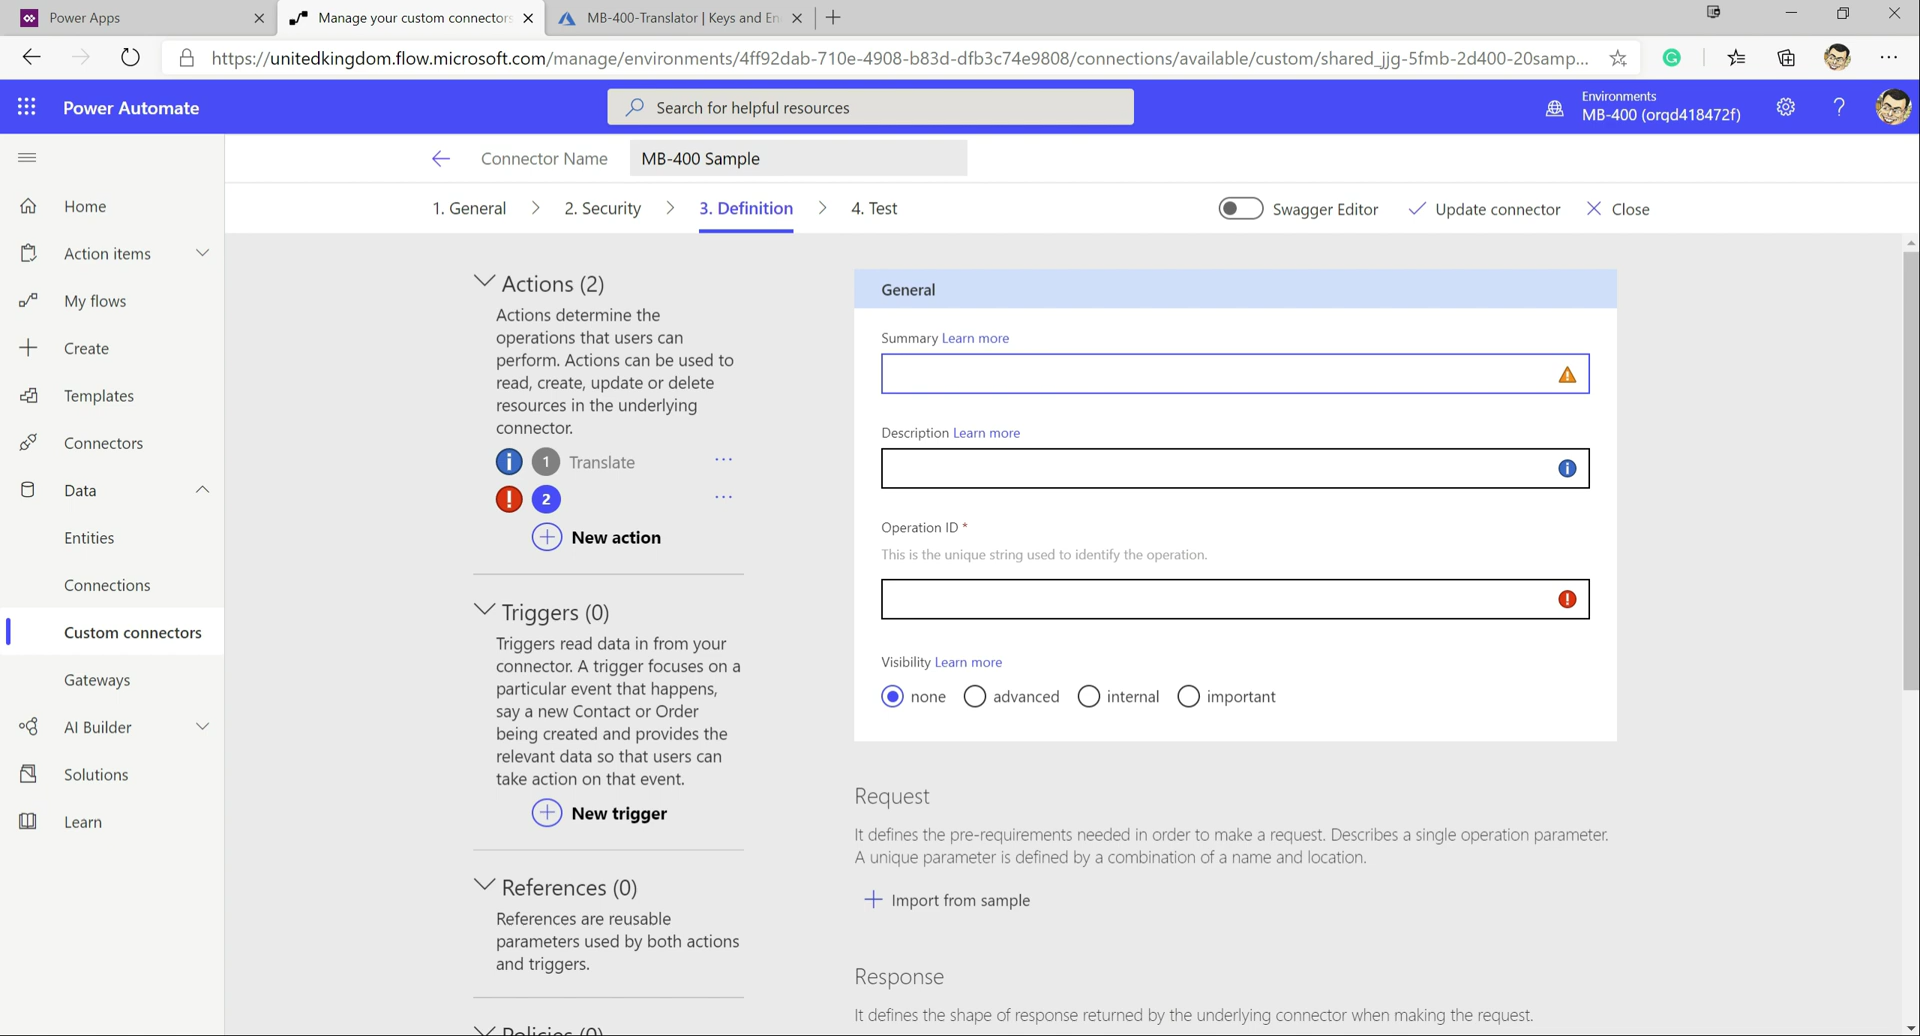 Power Apps
Manage your custom connectors
MB-400-Translator | Keys and En
https://unitedkingdom.flow.microsoft.com/manage/environments/4ff92dab-710e-4908-b83d-dfb3c74e9808/connections/available/custom/shared_jjg-5fmb-2d400-20samp...
Power Automate
Search for helpful resources
Environments
MB-400 (orqd418472f)
?
Connector Name
MB-400 Sample
1. General
2. Security
3. Definition
4. Test
Swagger Editor
Update connector
Close
Home
Action items
My flows
Create
Templates
Connectors
Data
Entities
Connections
Custom connectors
Gateways
AI Builder
Solutions
Learn
Actions (2)
Actions determine the
operations that users can
perform. Actions can be used to
read, create, update or delete
resources in the underlying
connector.
1 Translate ...
2 ...
New action
Triggers (0)
Triggers read data in from your
connector. A trigger focuses on a
particular event that happens,
say a new Contact or Order
being created and provides the
relevant data so that users can
take action on that event.
New trigger
References (0)
References are reusable
parameters used by both actions
and triggers.
Policies (0)
General
Summary Learn more
Description Learn more
Operation ID *
This is the unique string used to identify the operation.
Visibility Learn more
none advanced internal important
Request
It defines the pre-requirements needed in order to make a request. Describes a single operation parameter.
A unique parameter is defined by a combination of a name and location.
Import from sample
Response
It defines the shape of response returned by the underlying connector when making the request.